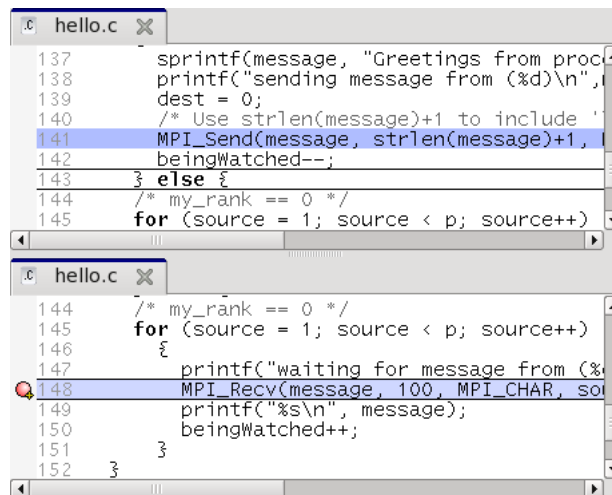 .c hello.c
137 sprintf(message, "Greetings from proc
138 printf("sending message from (%d)\n",
139 dest = 0;
140 /* Use strlen(message)+1 to include '
141 MPI_Send(message, strlen(message)+1,
142 beingWatched--;
143 } else {
144 /* my_rank == 0 */
145 for (source = 1; source < p; source++)
.c hello.c
144 /* my_rank == 0 */
145 for (source = 1; source < p; source++)
146 {
147 printf("waiting for message from (%
148 MPI_Recv(message, 100, MPI_CHAR, sou
149 printf("%s\n", message);
150 beingWatched++;
151 }
152 }